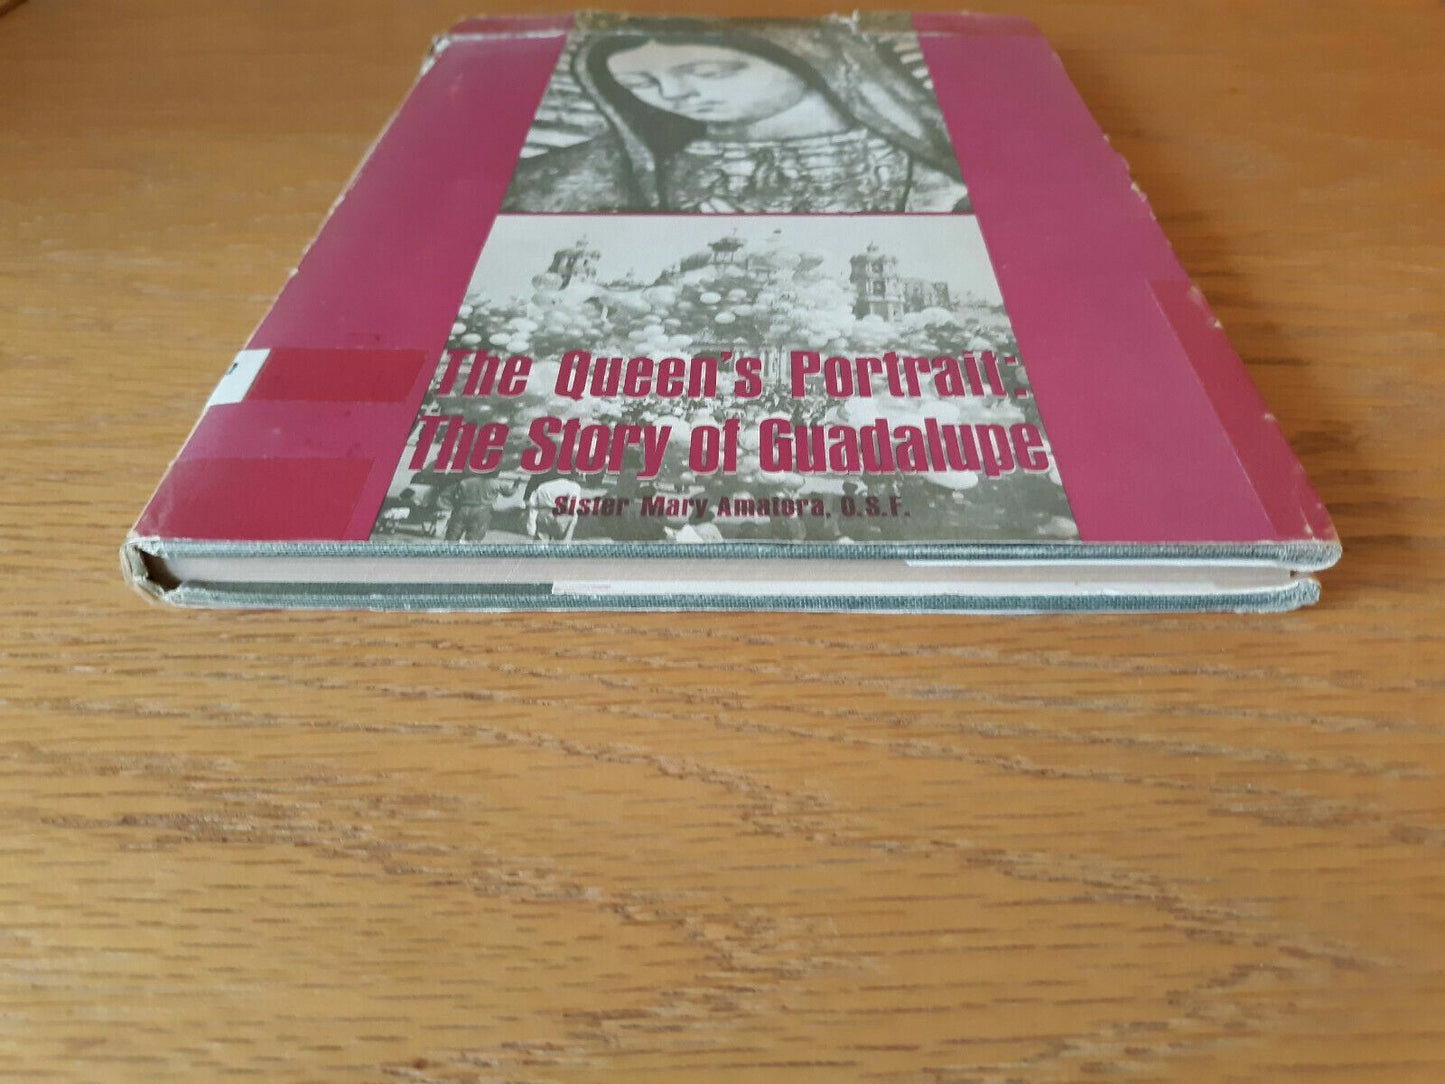 The Queen's Portrait:
The Story of Guadalupe
Sister Mary Amatora, O.S.F.